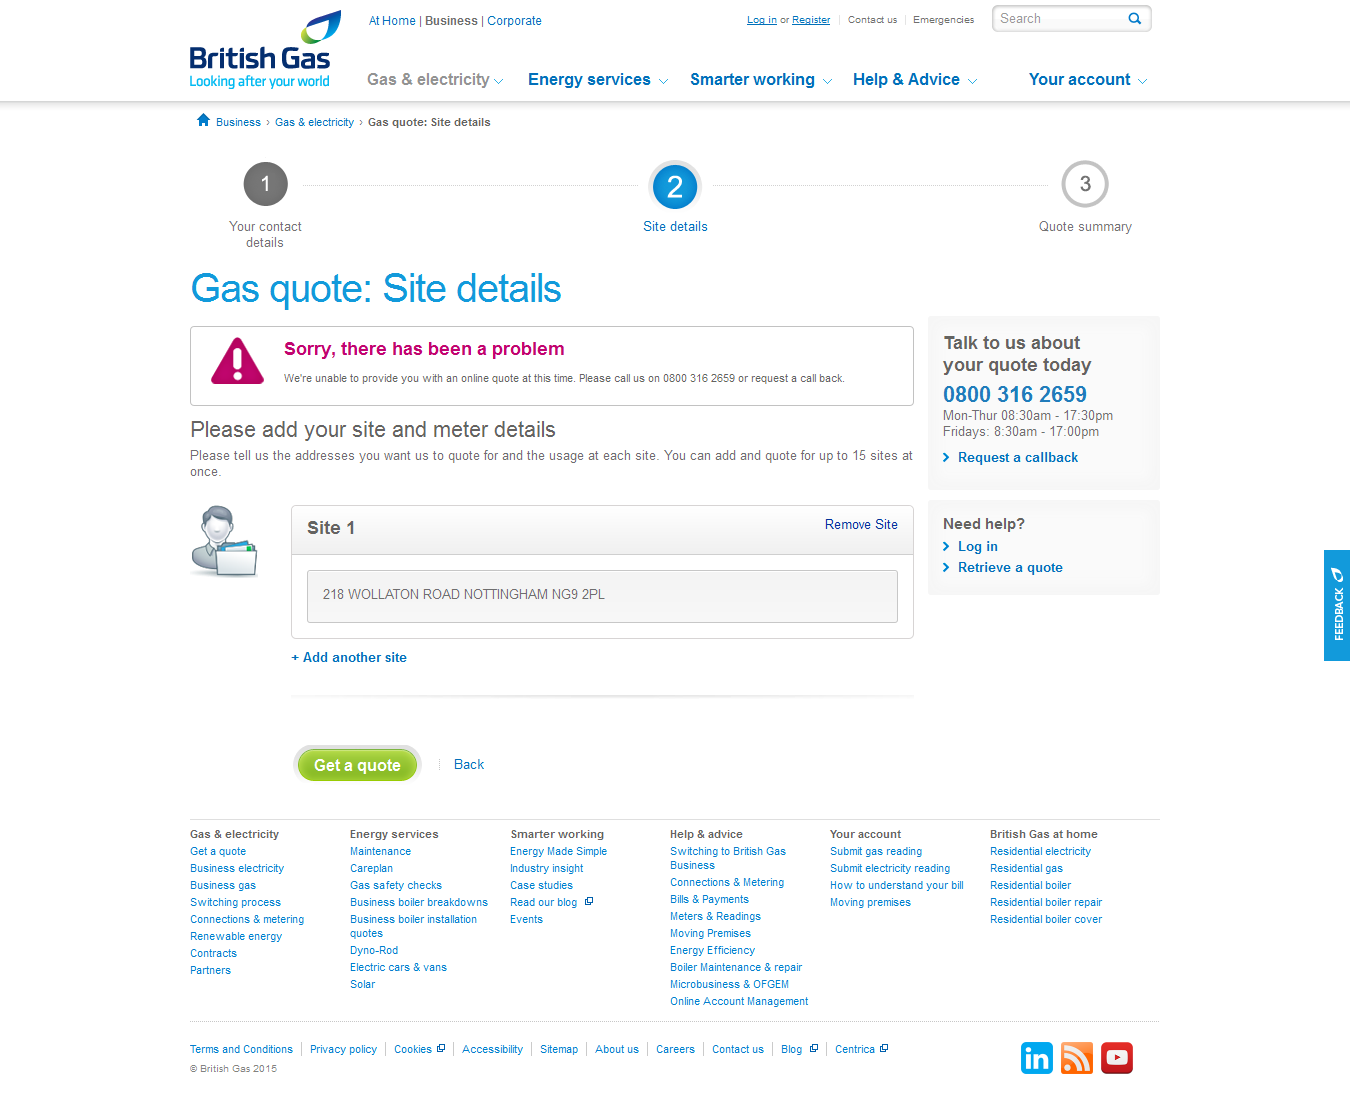 At Home | Business | Corporate
Log in or Register
Contact us
Emergencies
Search
British Gas
Looking after your world
Gas & electricity
Energy services
Smarter working
Help & Advice
Your account
Business › Gas & electricity › Gas quote: Site details
1
2
3
Your contact
details
Site details
Quote summary
Gas quote: Site details
Sorry, there has been a problem
We're unable to provide you with an online quote at this time. Please call us on 0800 316 2659 or request a call back.
Please add your site and meter details
Please tell us the addresses you want us to quote for and the usage at each site. You can add and quote for up to 15 sites at
once.
Site 1
Remove Site
218 WOLLATON ROAD NOTTINGHAM NG9 2PL
+ Add another site
Get a quote
Back
Talk to us about
your quote today
0800 316 2659
Mon-Thur 08:30am - 17:30pm
Fridays: 8:30am - 17:00pm
Request a callback
Need help?
Log in
Retrieve a quote
FEEDBACK
Gas & electricity
Get a quote
Business electricity
Business gas
Switching process
Connections & metering
Renewable energy
Contracts
Partners
Energy services
Maintenance
Careplan
Gas safety checks
Business boiler breakdowns
Business boiler installation
quotes
Dyno-Rod
Electric cars & vans
Solar
Smarter working
Energy Made Simple
Industry insight
Case studies
Read our blog
Events
Help & advice
Switching to British Gas
Business
Connections & Metering
Bills & Payments
Meters & Readings
Moving Premises
Energy Efficiency
Boiler Maintenance & repair
Microbusiness & OFGEM
Online Account Management
Your account
Submit gas reading
Submit electricity reading
How to understand your bill
Moving premises
British Gas at home
Residential electricity
Residential gas
Residential boiler
Residential boiler repair
Residential boiler cover
Terms and Conditions
Privacy policy
Cookies
Accessibility
Sitemap
About us
Careers
Contact us
Blog
Centrica
© British Gas 2015
in